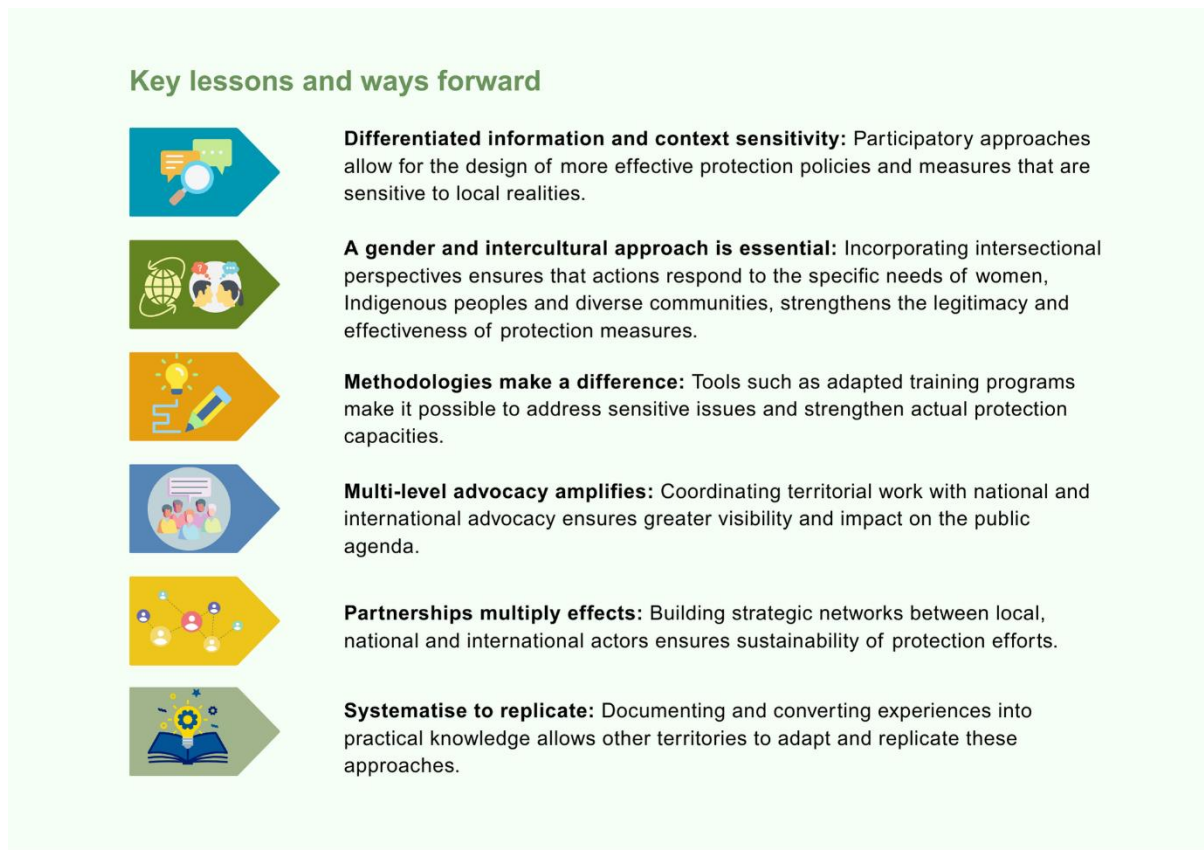 Key lessons and ways forward
Differentiated information and context sensitivity: Participatory approaches
allow for the design of more effective protection policies and measures that are
sensitive to local realities.
A gender and intercultural approach is essential: Incorporating intersectional
perspectives ensures that actions respond to the specific needs of women,
Indigenous peoples and diverse communities, strengthens the legitimacy and
effectiveness of protection measures.
Methodologies make a difference: Tools such as adapted training programs
make it possible to address sensitive issues and strengthen actual protection
capacities.
Multi-level advocacy amplifies: Coordinating territorial work with national and
international advocacy ensures greater visibility and impact on the public
agenda.
Partnerships multiply effects: Building strategic networks between local,
national and international actors ensures sustainability of protection efforts.
Systematise to replicate: Documenting and converting experiences into
practical knowledge allows other territories to adapt and replicate these
approaches.